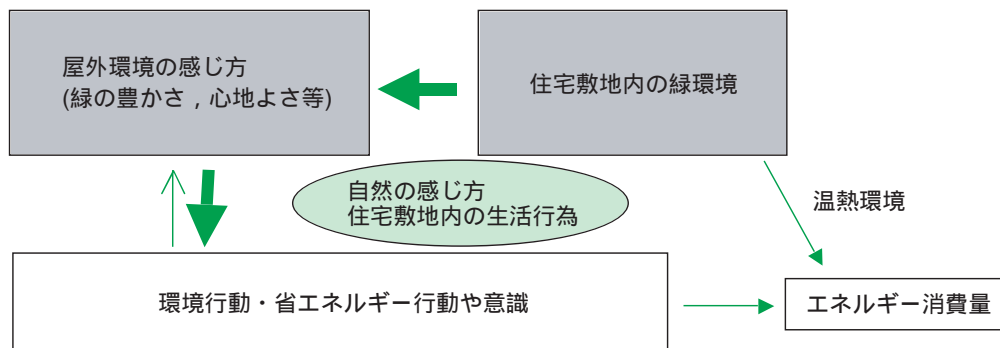 屋外環境の感じ方
(緑の豊かさ，心地よさ等)
住宅敷地内の緑環境
自然の感じ方
住宅敷地内の生活行為
温熱環境
環境行動・省エネルギー行動や意識
エネルギー消費量